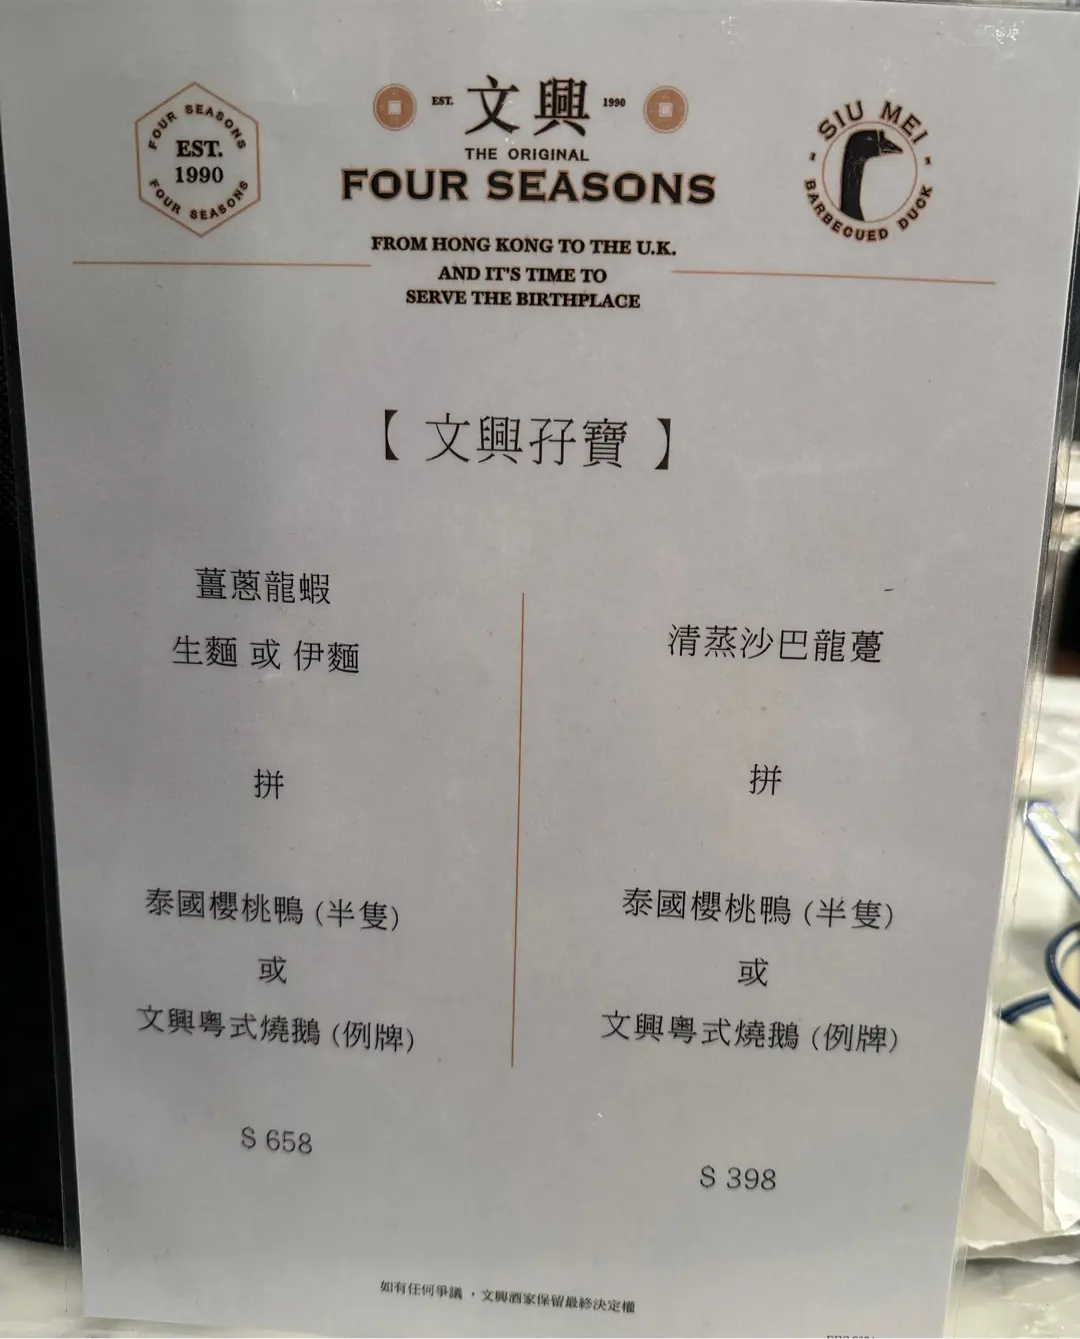 FOUR SEASONS
EST.
1990
FOUR SEASONS
EST. 文興 1990
THE ORIGINAL
FOUR SEASONS
FROM HONG KONG TO THE U.K.
AND IT'S TIME TO
SERVE THE BIRTHPLACE
SIU MEI
BARBECUED DUCK
【 文興孖寶 】
薑蔥龍蝦
生麵 或 伊麵
拼
泰國櫻桃鴨 (半隻)
或
文興粵式燒鵝 (例牌)
$ 658
清蒸沙巴龍躉
拼
泰國櫻桃鴨 (半隻)
或
文興粵式燒鵝 (例牌)
$ 398
如有任何爭議，文興酒家保留最終決定權